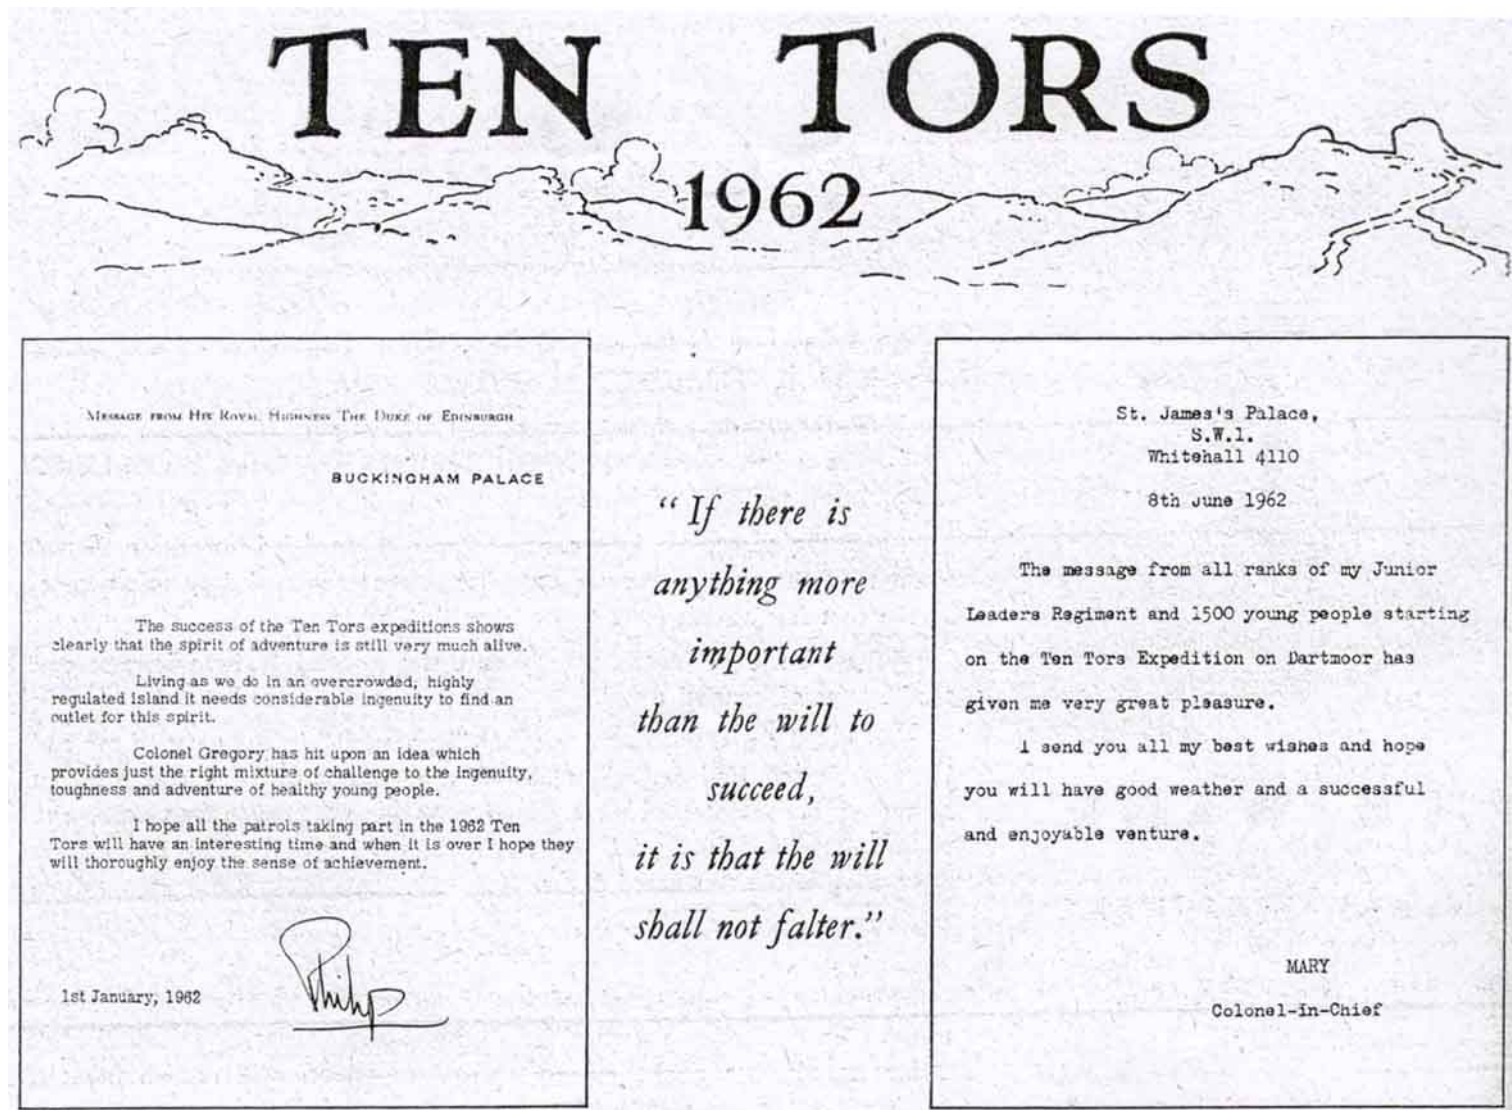 TEN TORS
1962
MESSAGE FROM HIS ROYAL HIGHNESS THE DUKE OF EDINBURGH
BUCKINGHAM PALACE
The success of the Ten Tors expeditions shows
clearly that the spirit of adventure is still very much alive.
Living as we do in an overcrowded, highly
regulated island it needs considerable ingenuity to find an
outlet for this spirit.
Colonel Gregory has hit upon an idea which
provides just the right mixture of challenge to the ingenuity,
toughness and adventure of healthy young people.
I hope all the patrols taking part in the 1962 Ten
Tors will have an interesting time and when it is over I hope they
will thoroughly enjoy the sense of achievement.
1st January, 1962
Philip
"If there is
anything more
important
than the will to
succeed,
it is that the will
shall not falter."
St. James's Palace,
S.W.1.
Whitehall 4110
8th June 1962
The message from all ranks of my Junior
Leaders Regiment and 1500 young people starting
on the Ten Tors Expedition on Dartmoor has
given me very great pleasure.
I send you all my best wishes and hope
you will have good weather and a successful
and enjoyable venture.
MARY
Colonel-in-Chief